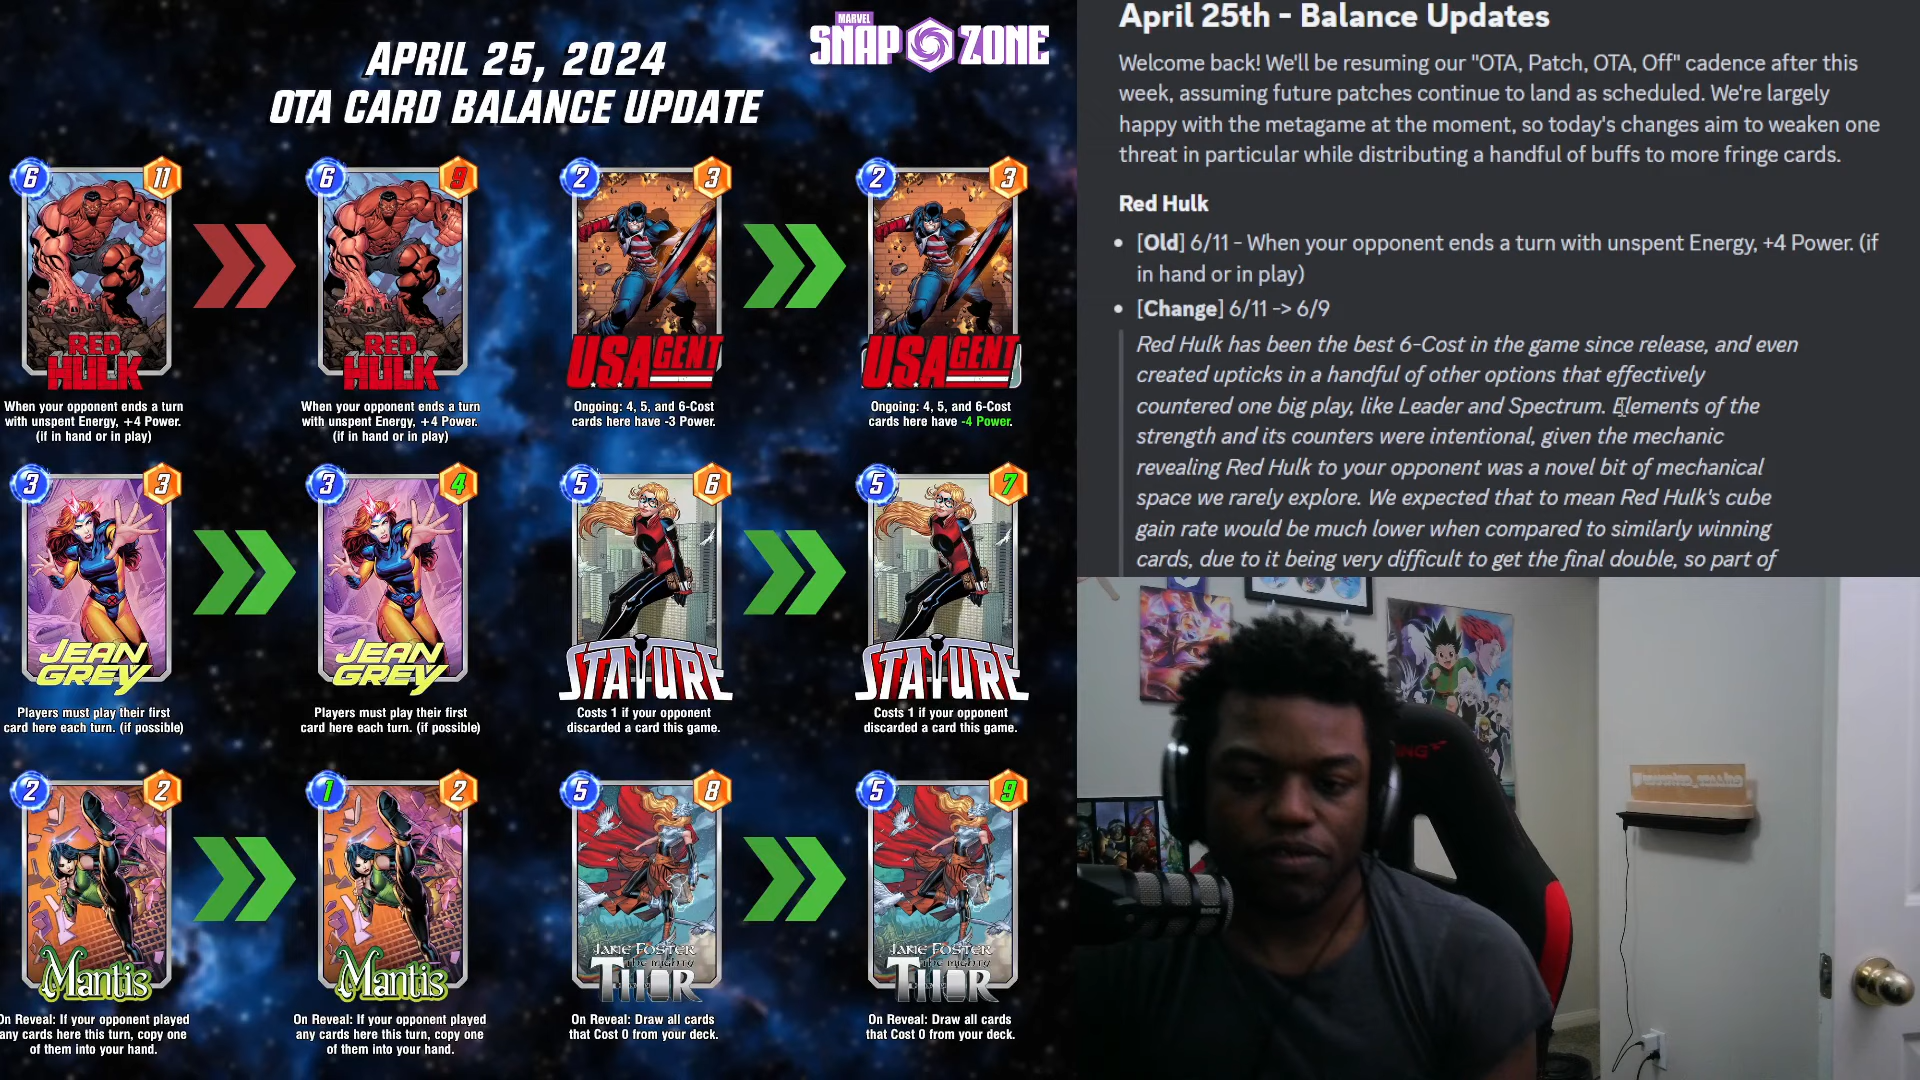 APRIL 25, 2024
OTA CARD BALANCE UPDATE
MARVEL
SNAP ZONE
6 11
RED
HULK
When your opponent ends a turn
with unspent Energy, +4 Power.
(if in hand or in play)
6 9
RED
HULK
When your opponent ends a turn
with unspent Energy, +4 Power.
(if in hand or in play)
2 3
USAGENT
Ongoing: 4, 5, and 6-Cost
cards here have -3 Power.
2 3
USAGENT
Ongoing: 4, 5, and 6-Cost
cards here have -4 Power.
3 3
JEAN
GREY
Players must play their first
card here each turn. (if possible)
3 4
JEAN
GREY
Players must play their first
card here each turn. (if possible)
5 6
STATURE
Costs 1 if your opponent
discarded a card this game.
5 7
STATURE
Costs 1 if your opponent
discarded a card this game.
2 2
Mantis
On Reveal: If your opponent played
any cards here this turn, copy one
of them into your hand.
1 2
Mantis
On Reveal: If your opponent played
any cards here this turn, copy one
of them into your hand.
5 8
JANE FOSTER
the mighty
THOR
On Reveal: Draw all cards
that Cost 0 from your deck.
5 9
JANE FOSTER
the mighty
THOR
On Reveal: Draw all cards
that Cost 0 from your deck.
April 25th - Balance Updates
Welcome back! We'll be resuming our "OTA, Patch, OTA, Off" cadence after this
week, assuming future patches continue to land as scheduled. We're largely
happy with the metagame at the moment, so today's changes aim to weaken one
threat in particular while distributing a handful of buffs to more fringe cards.
Red Hulk
• [Old] 6/11 - When your opponent ends a turn with unspent Energy, +4 Power. (if
in hand or in play)
• [Change] 6/11 -> 6/9
Red Hulk has been the best 6-Cost in the game since release, and even
created upticks in a handful of other options that effectively
countered one big play, like Leader and Spectrum. Elements of the
strength and its counters were intentional, given the mechanic
revealing Red Hulk to your opponent was a novel bit of mechanical
space we rarely explore. We expected that to mean Red Hulk's cube
gain rate would be much lower when compared to similarly winning
cards, due to it being very difficult to get the final double, so part of